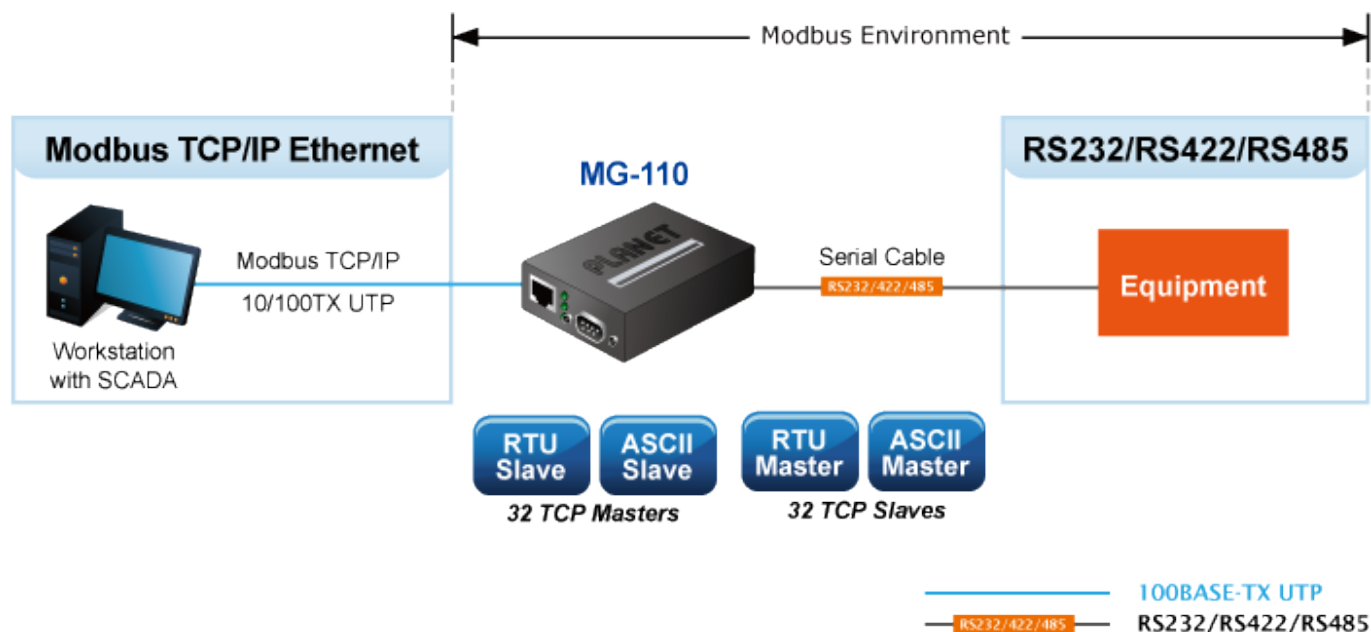 Modbus Environment
Modbus TCP/IP Ethernet
RS232/RS422/RS485
MG-110
PLANET
Modbus TCP/IP
10/100TX UTP
Workstation
with SCADA
Serial Cable
RS232/422/485
Equipment
RTU
Slave
ASCII
Slave
32 TCP Masters
RTU
Master
ASCII
Master
32 TCP Slaves
100BASE-TX UTP
RS232/422/485
RS232/RS422/RS485